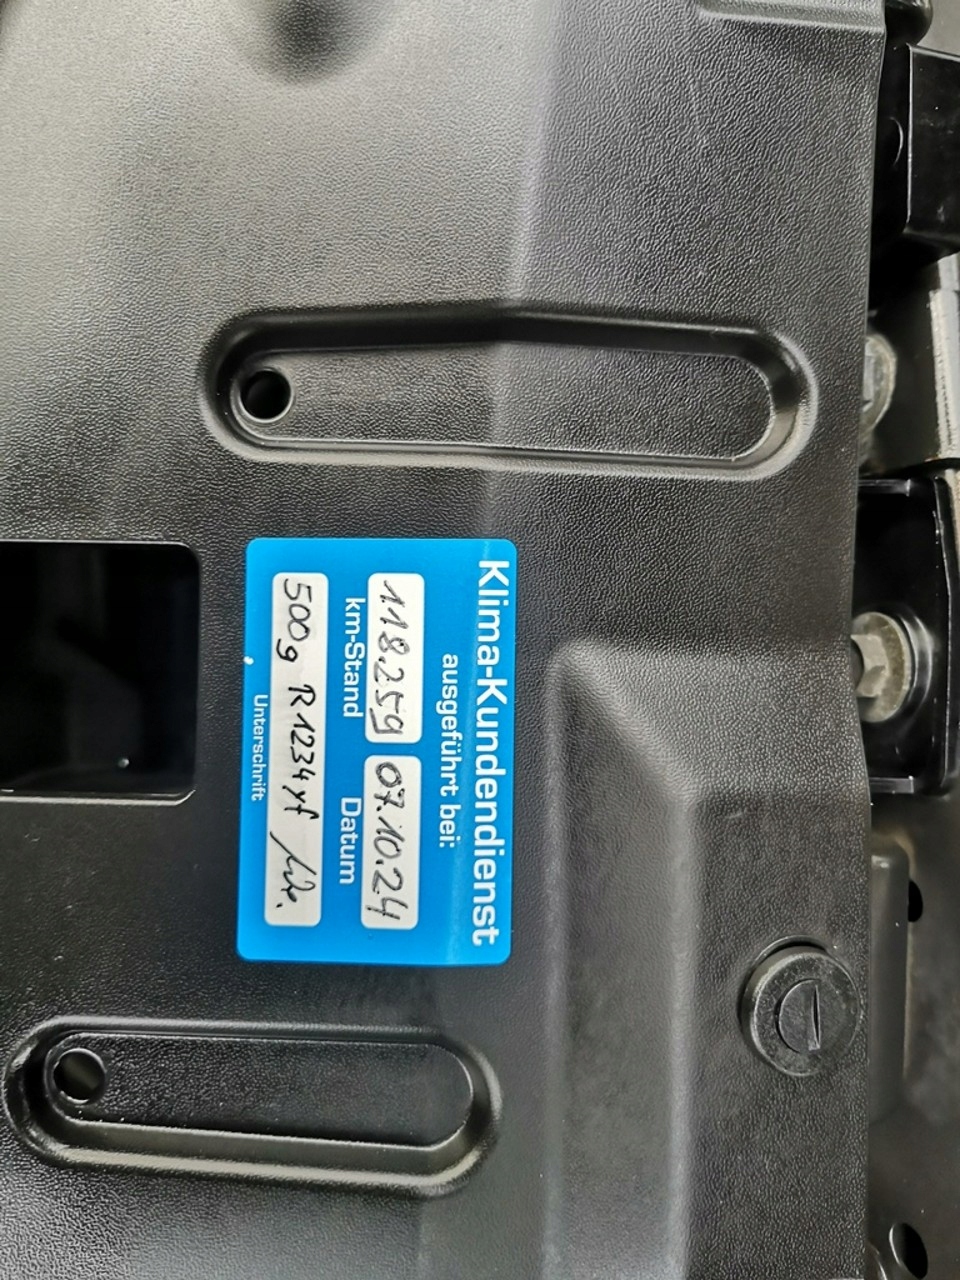 Klima-Kundendienst
ausgeführt bei:
118.259 07.10.24
km-Stand Datum
500g R1234yf
Unterschrift